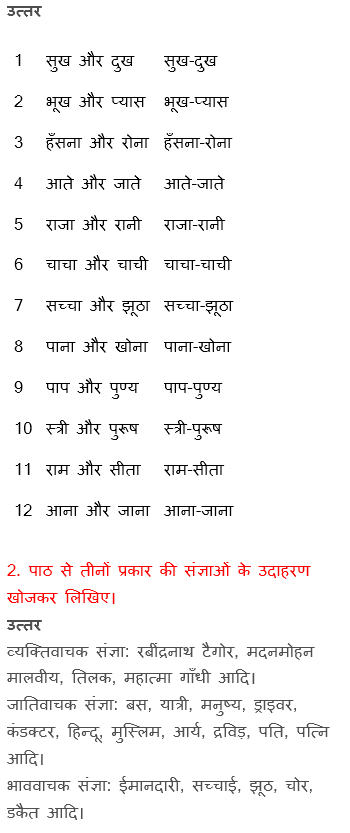 उत्तर
1 सुख और दुख सुख-दुख
2 भूख और प्यास भूख-प्यास
3 हँसना और रोना हँसना-रोना
4 आते और जाते आते-जाते
5 राजा और रानी राजा-रानी
6 चाचा और चाची चाचा-चाची
7 सच्चा और झूठा सच्चा-झूठा
8 पाना और खोना पाना-खोना
9 पाप और पुण्य पाप-पुण्य
10 स्त्री और पुरूष स्त्री-पुरूष
11 राम और सीता राम-सीता
12 आना और जाना आना-जाना
2. पाठ से तीनों प्रकार की संज्ञाओं के उदाहरण
खोजकर लिखिए।
उत्तर
व्यक्तिवाचक संज्ञा: रबींद्रनाथ टैगोर, मदनमोहन
मालवीय, तिलक, महात्मा गाँधी आदि।
जातिवाचक संज्ञा: बस, यात्री, मनुष्य, ड्राइवर,
कंडक्टर, हिन्दू, मुस्लिम, आर्य, द्रविड़, पति, पत्नि
आदि।
भाववाचक संज्ञा: ईमानदारी, सच्चाई, झूठ, चोर,
डकैत आदि।